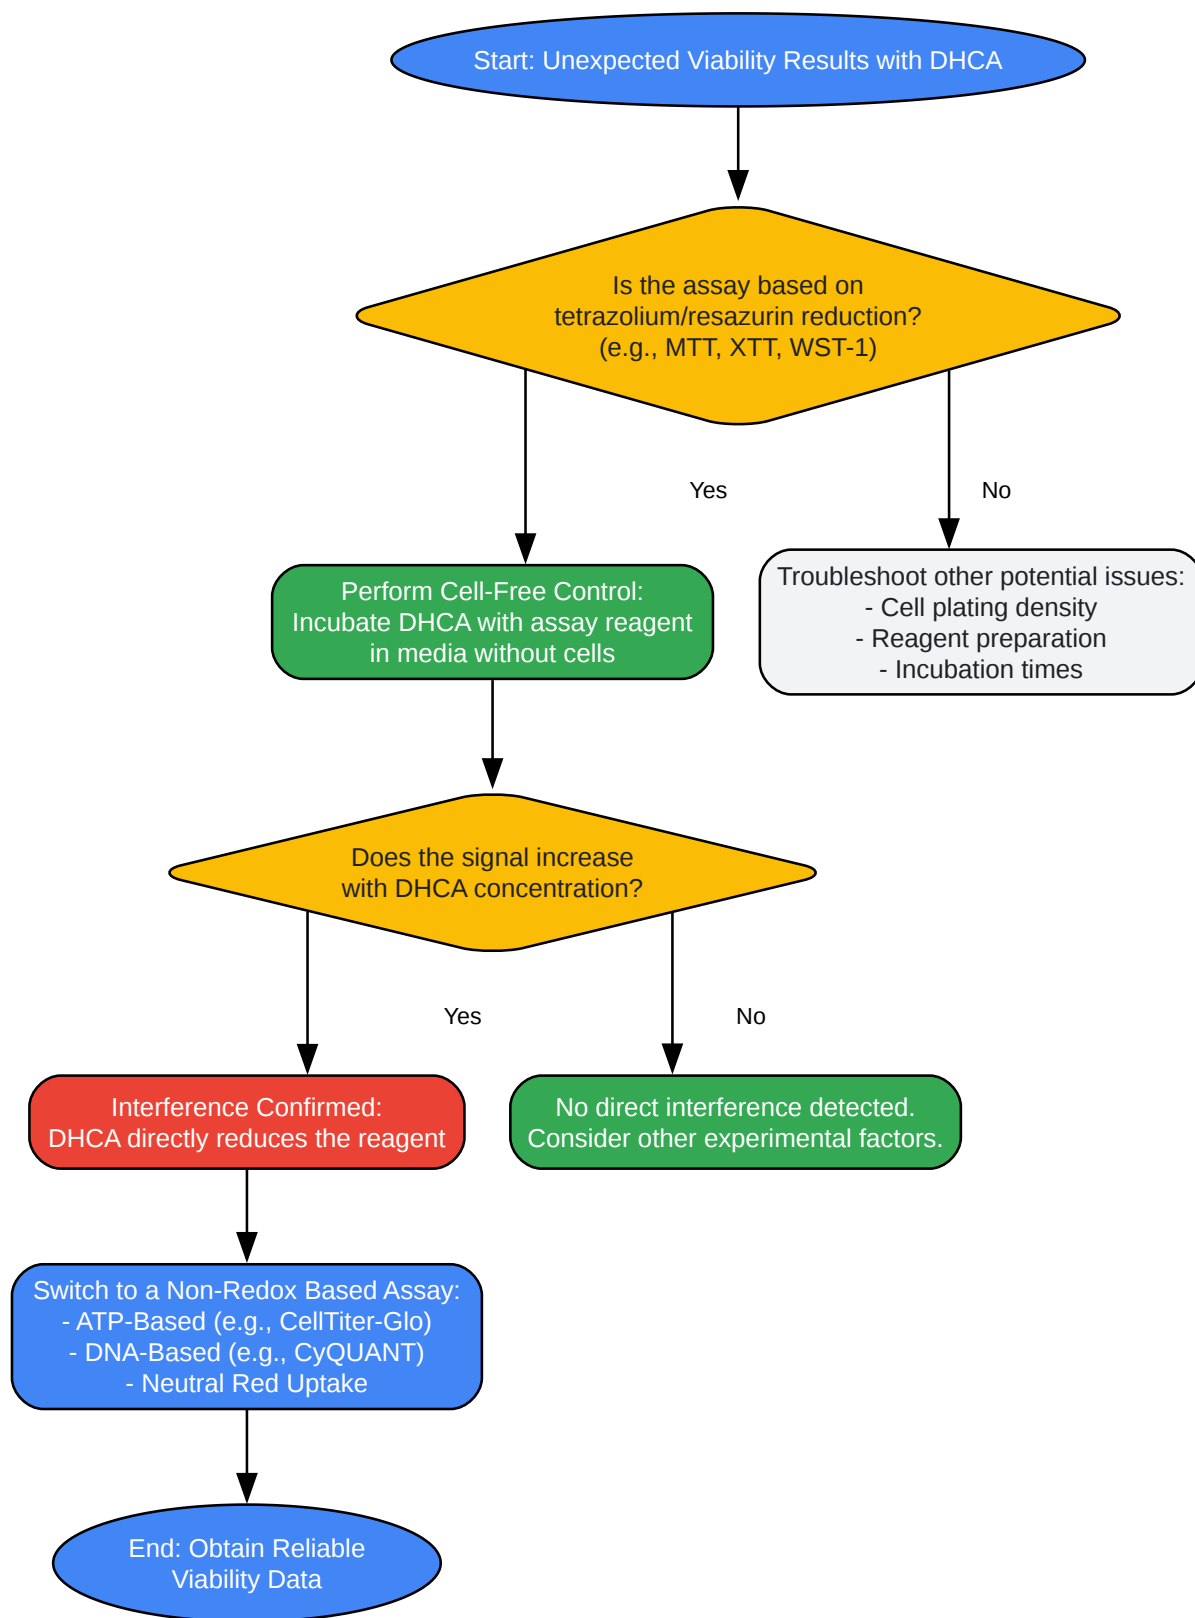 Start: Unexpected Viability Results with DHCA
Is the assay based on
tetrazolium/resazurin reduction?
(e.g., MTT, XTT, WST-1)
Yes
No
Perform Cell-Free Control:
Incubate DHCA with assay reagent
in media without cells
Troubleshoot other potential issues:
- Cell plating density
- Reagent preparation
- Incubation times
Does the signal increase
with DHCA concentration?
Yes
No
Interference Confirmed:
DHCA directly reduces the reagent
No direct interference detected.
Consider other experimental factors.
Switch to a Non-Redox Based Assay:
- ATP-Based (e.g., CellTiter-Glo)
- DNA-Based (e.g., CyQUANT)
- Neutral Red Uptake
End: Obtain Reliable
Viability Data